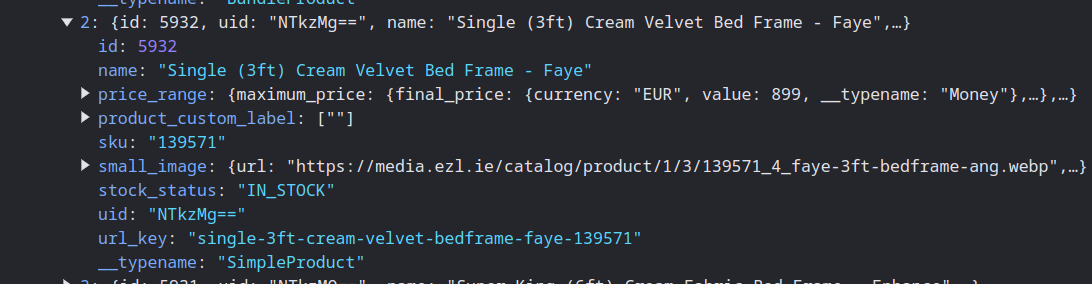 __typename: "BundleProduct"
2: {id: 5932, uid: "NTkzMg==", name: "Single (3ft) Cream Velvet Bed Frame - Faye",…}
id: 5932
name: "Single (3ft) Cream Velvet Bed Frame - Faye"
price_range: {maximum_price: {final_price: {currency: "EUR", value: 899, __typename: "Money"},…},…}
product_custom_label: [""]
sku: "139571"
small_image: {url: "https://media.ezl.ie/catalog/product/1/3/139571_4_faye-3ft-bedframe-ang.webp",…}
stock_status: "IN_STOCK"
uid: "NTkzMg=="
url_key: "single-3ft-cream-velvet-bedframe-faye-139571"
__typename: "SimpleProduct"
3: {id: 5931, uid: "NTkzMQ==", name: "Super King (6ft) Cream Fabric Bed Frame - Enhance",…}